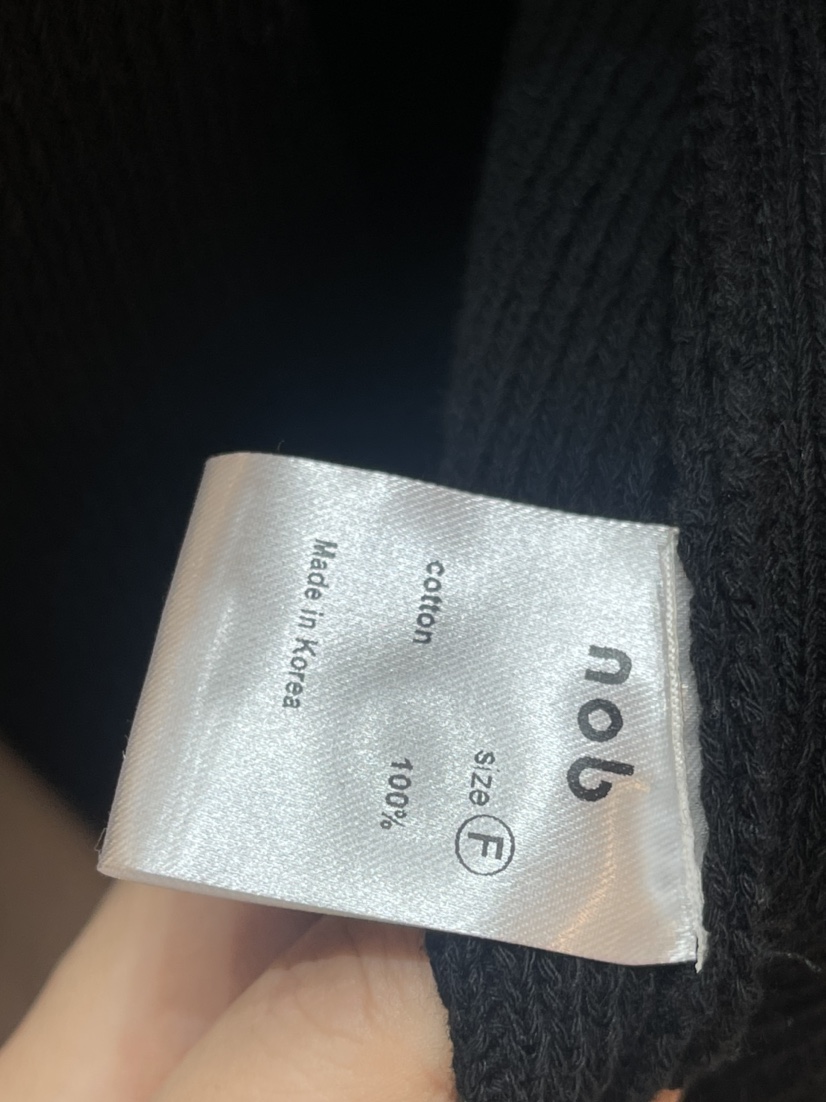 nob
size F
cotton 100%
Made in Korea